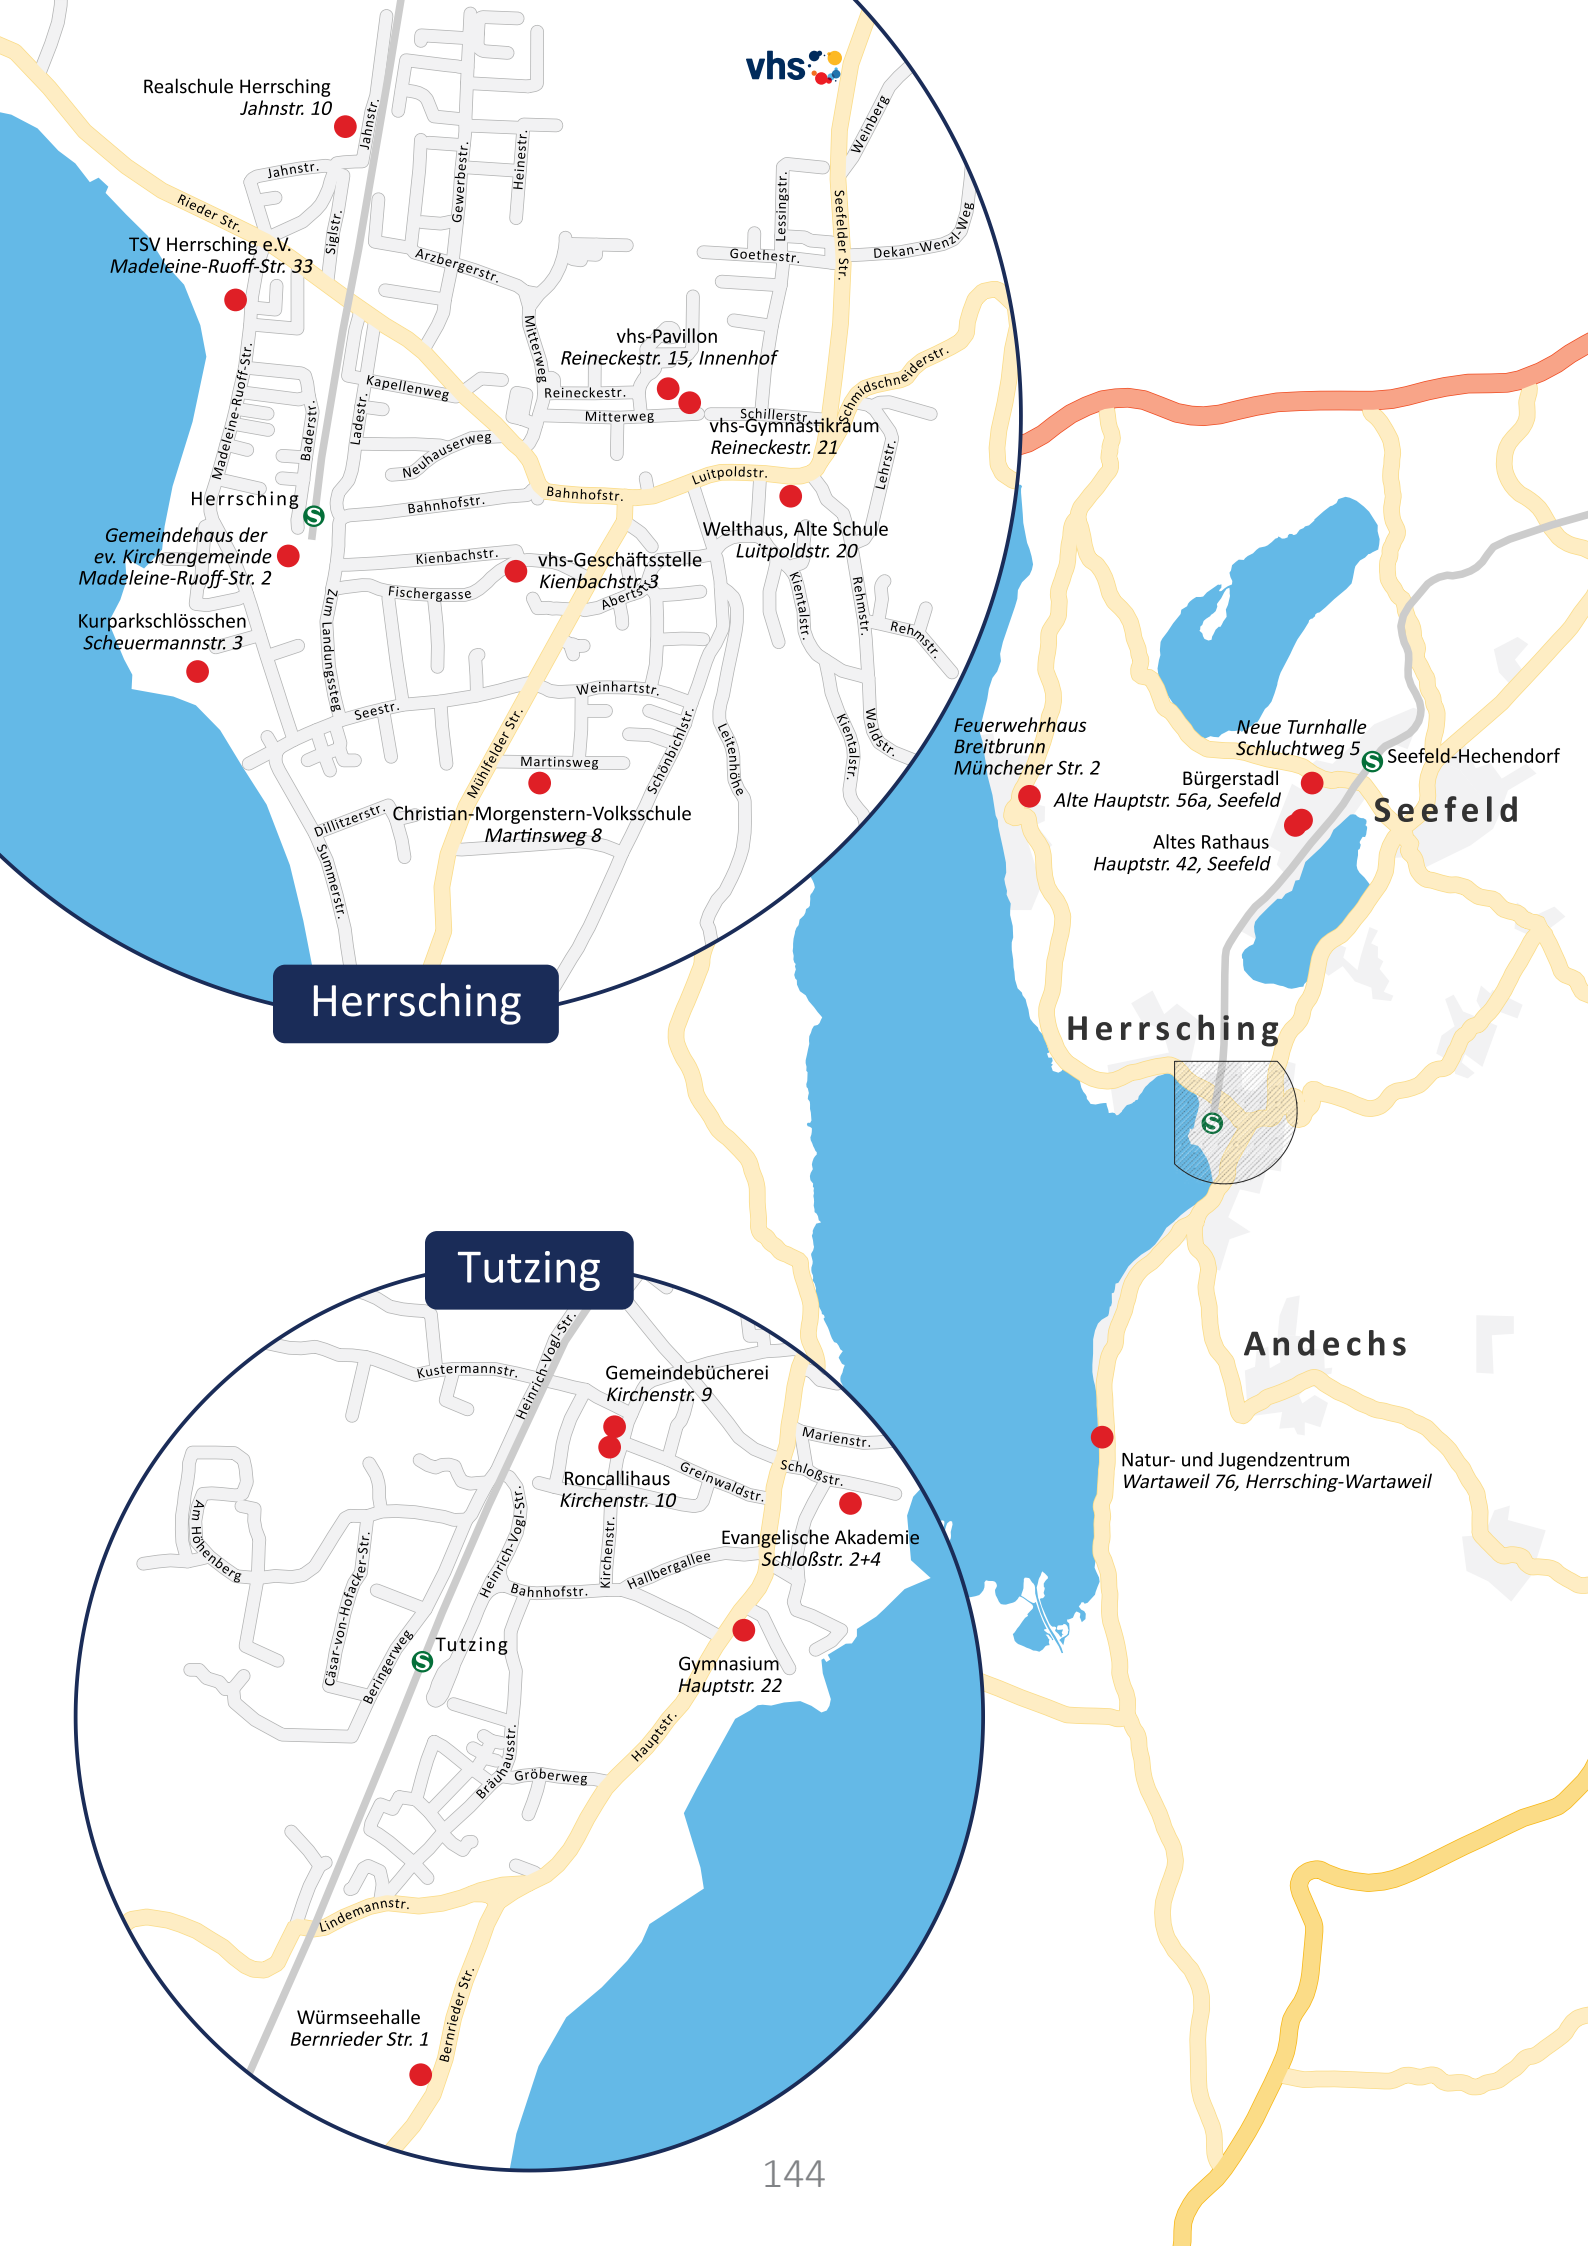 vhs
Realschule Herrsching
Jahnstr. 10
Jahnstr.
Jahnstr.
Rieder Str.
Siglstr.
Gewerbestr.
Heinestr.
Weinberg
Lessingstr.
Seefelder Str.
Goethestr.
Dekan-Wenzl-Weg
Arzbergerstr.
TSV Herrsching e.V.
Madeleine-Ruoff-Str. 33
Mitterweg
vhs-Pavillon
Reineckestr. 15, Innenhof
Schmidschneiderstr.
Madeleine-Ruoff-Str.
Kapellenweg
Reineckestr.
Mitterweg
Schillerstr.
vhs-Gymnastikraum
Reineckestr. 21
Baderstr.
Ladestr.
Neuhauserweg
Lehrstr.
Luitpoldstr.
Bahnhofstr.
Bahnhofstr.
Herrsching
S
Welthaus, Alte Schule
Luitpoldstr. 20
Gemeindehaus der
ev. Kirchengemeinde
Madeleine-Ruoff-Str. 2
Kienbachstr.
vhs-Geschäftsstelle
Kienbachstr. 3
Fischergasse
Abertstr.
Kientalstr.
Rehmstr.
Rehmstr.
Kurparkschlösschen
Scheuermannstr. 3
Zum Landungssteg
Seestr.
Weinhartstr.
Mühlfelder Str.
Schönbichlstr.
Leitenhöhe
Kientalstr.
Waldstr.
Martinsweg
Christian-Morgenstern-Volksschule
Martinsweg 8
Dillitzerstr.
Summerstr.
Herrsching
Feuerwehrhaus
Breitbrunn
Münchener Str. 2
Neue Turnhalle
Schluchtweg 5
S
Seefeld-Hechendorf
Bürgerstadl
Alte Hauptstr. 56a, Seefeld
Seefeld
Altes Rathaus
Hauptstr. 42, Seefeld
Herrsching
S
Andechs
Natur- und Jugendzentrum
Wartaweil 76, Herrsching-Wartaweil
Tutzing
Heinrich-Vogl-Str.
Kustermannstr.
Gemeindebücherei
Kirchenstr. 9
Marienstr.
Schloßstr.
Greinwaldstr.
Roncallihaus
Kirchenstr. 10
Am Höhenberg
Heinrich-Vogl-Str.
Kirchenstr.
Evangelische Akademie
Schloßstr. 2+4
Cäsar-von-Hofacker-Str.
Bahnhofstr.
Hallbergallee
Beringerweg
S
Tutzing
Gymnasium
Hauptstr. 22
Hauptstr.
Bräuhausstr.
Gröberweg
Lindemannstr.
Würmseehalle
Bernrieder Str. 1
Bernrieder Str.
144